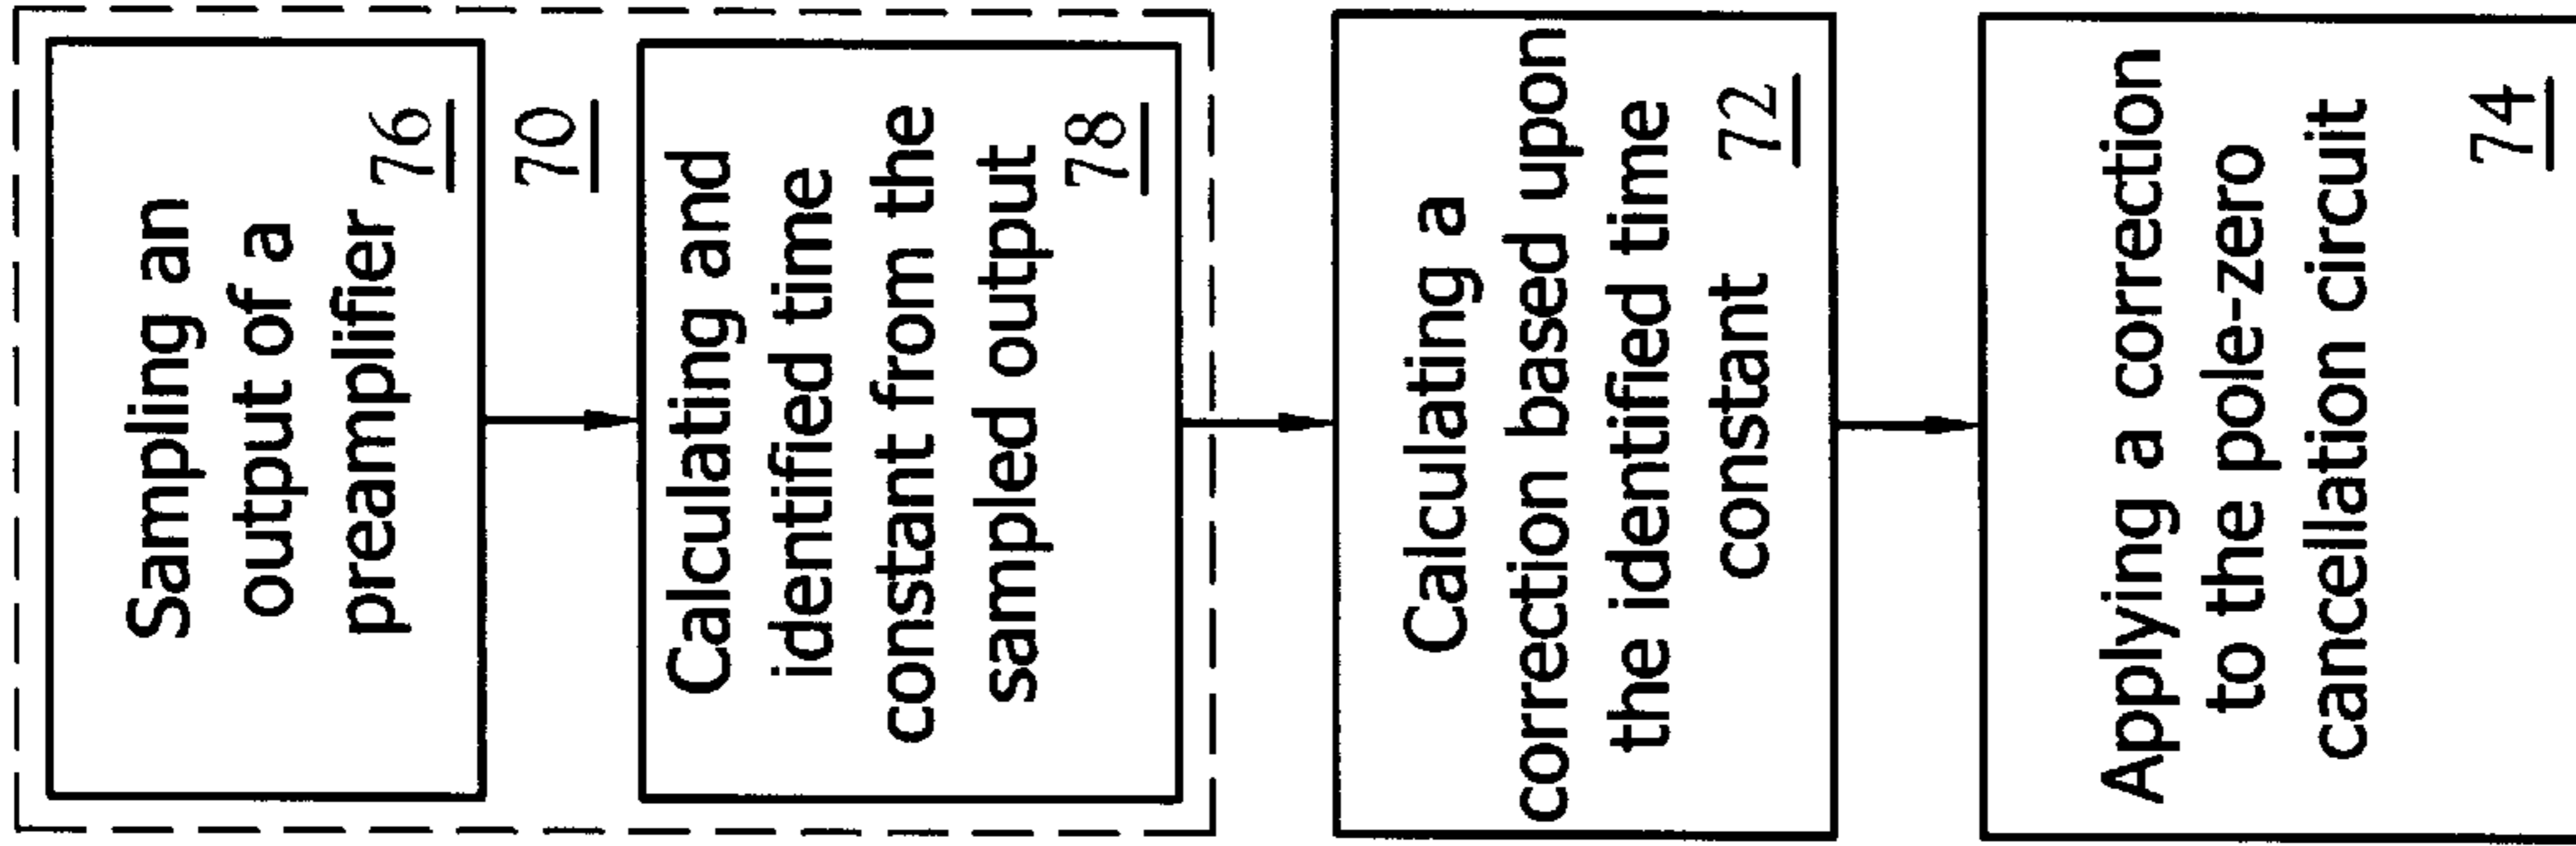 Sampling an
output of a
preamplifier
76
70
Calculating and
identified time
constant from the
sampled output
78
Calculating a
correction based upon
the identified time
constant
72
Applying a correction
to the pole-zero
cancellation circuit
74